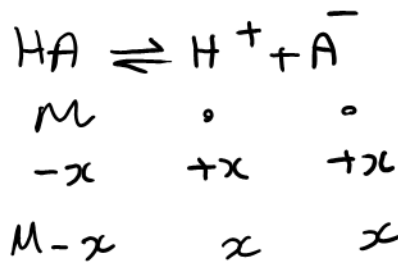 HA ⇌ H⁺ + A⁻
M 0 0
-x +x +x
M-x x x